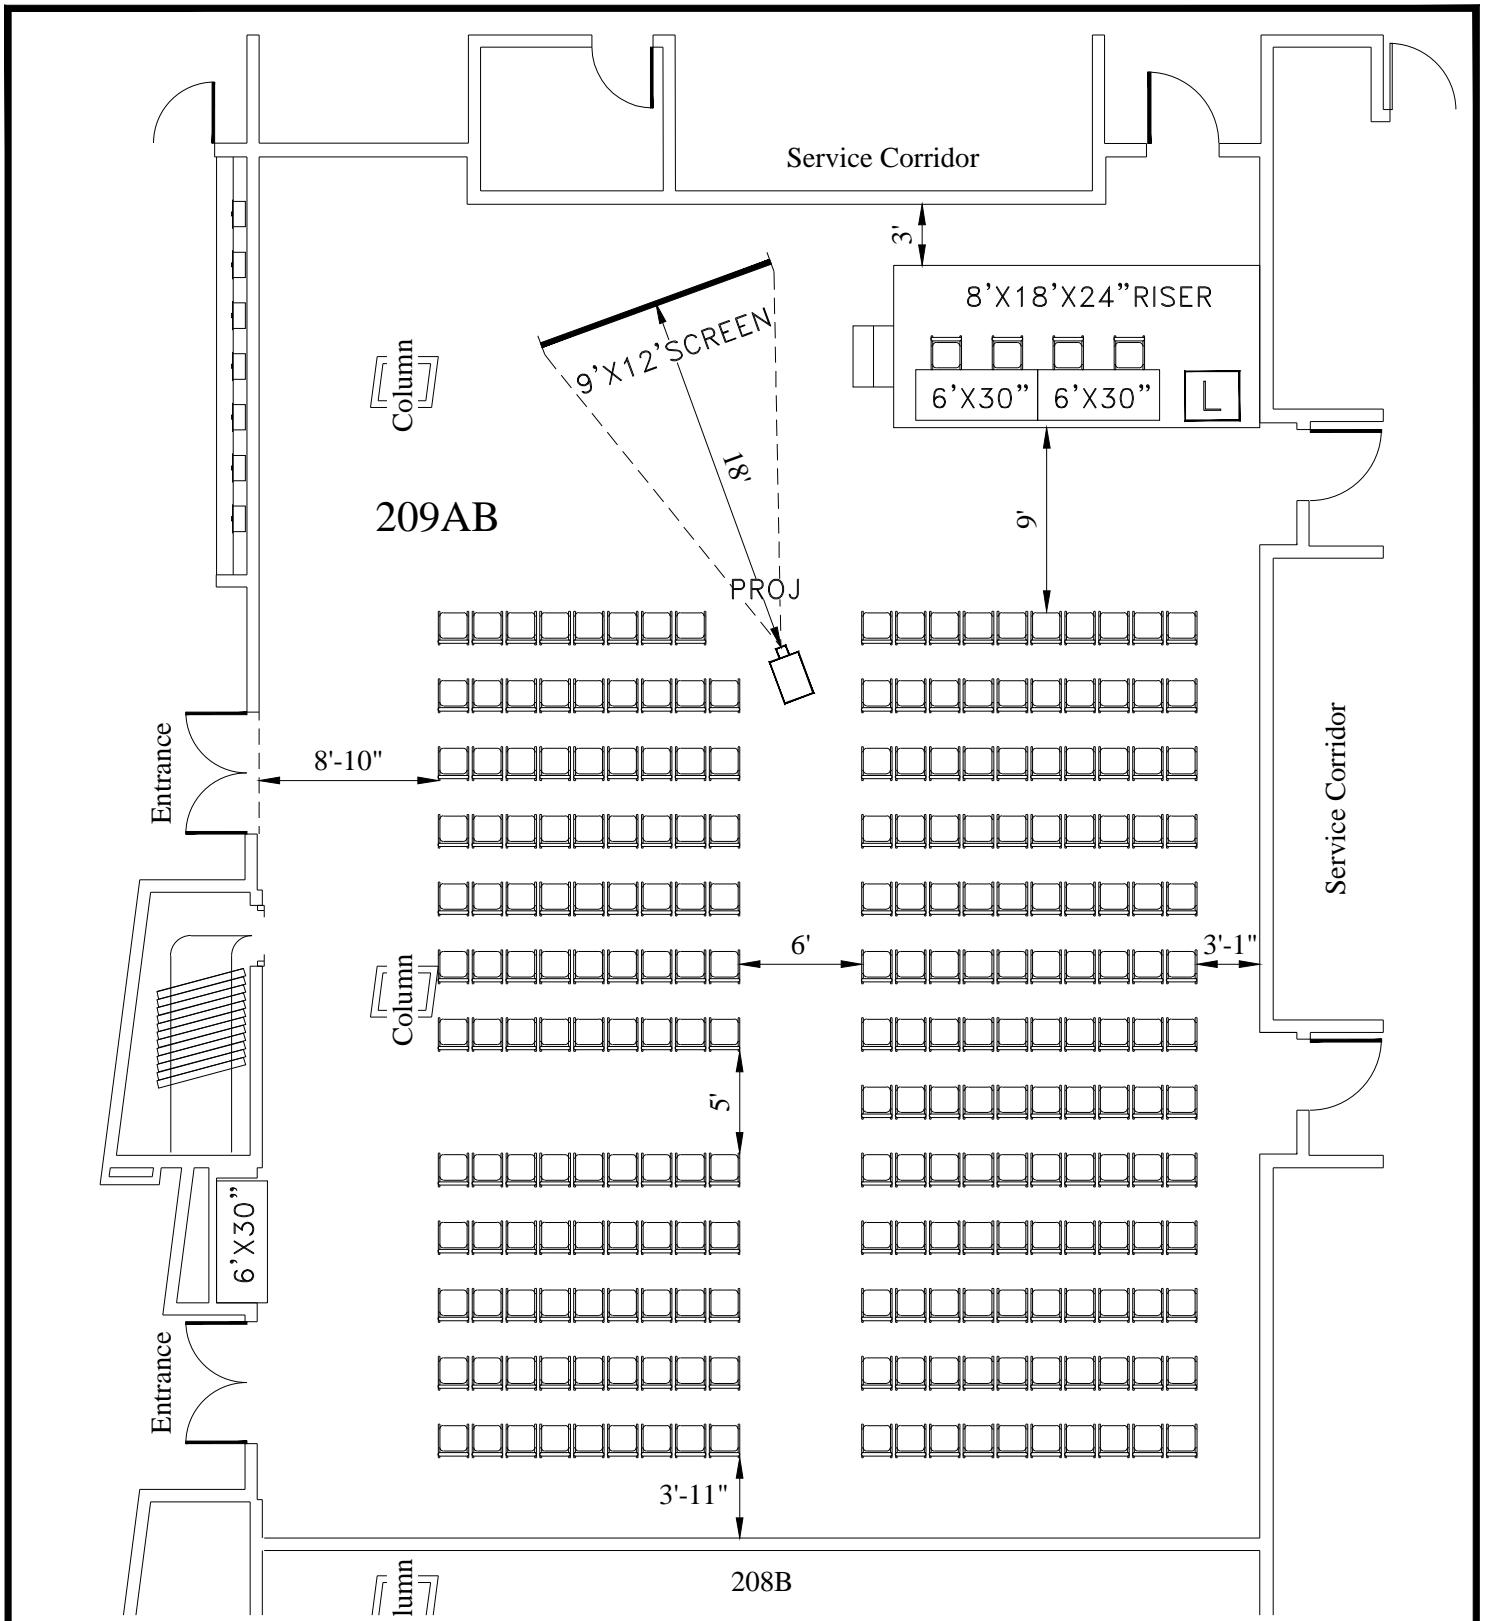 Service Corridor
3'
8'X18'X24"RISER
6'X30"
6'X30"
L
9'X12'SCREEN
Column
18'
209AB
9'
PROJ
Entrance
8'-10"
Service Corridor
6'
3'-1"
Column
5'
6'X30"
Entrance
3'-11"
208B
lumn